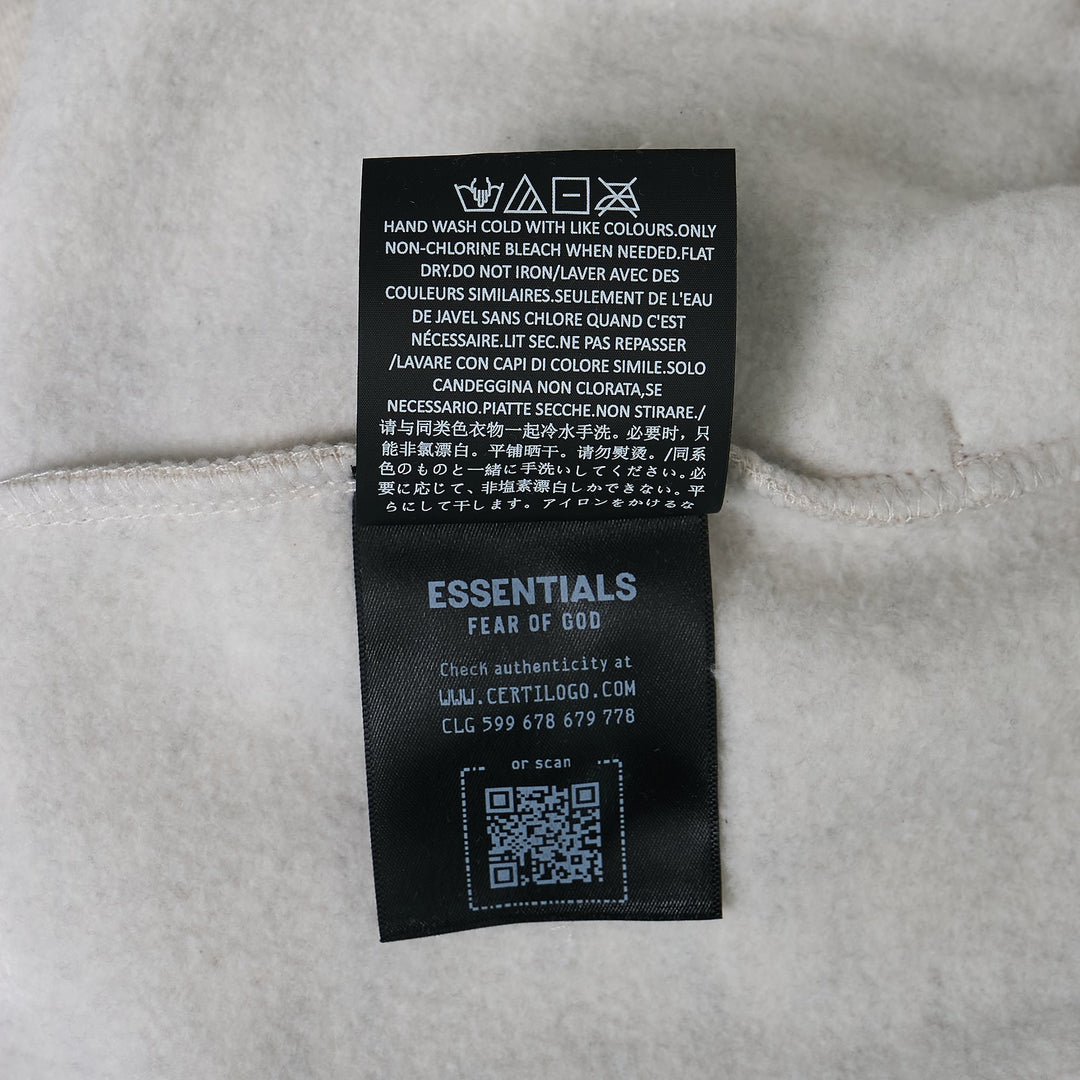 HAND WASH COLD WITH LIKE COLOURS.ONLY
NON-CHLORINE BLEACH WHEN NEEDED.FLAT
DRY.DO NOT IRON/LAVER AVEC DES
COULEURS SIMILAIRES.SEULEMENT DE L'EAU
DE JAVEL SANS CHLORE QUAND C'EST
NÉCESSAIRE.LIT SEC.NE PAS REPASSER
/LAVARE CON CAPI DI COLORE SIMILE.SOLO
CANDEGGINA NON CLORATA,SE
NECESSARIO.PIATTE SECCHE.NON STIRARE./
请与同类色衣物一起冷水手洗。必要时，只
能非氯漂白。平铺晒干。请勿熨烫。/同系
色のものと一緒に手洗いしてください。必
要に応じて、非塩素漂白しかできない。平
らにして干します。アイロンをかけるな
ESSENTIALS
FEAR OF GOD
Check authenticity at
WWW.CERTILOGO.COM
CLG 599 678 679 778
or scan